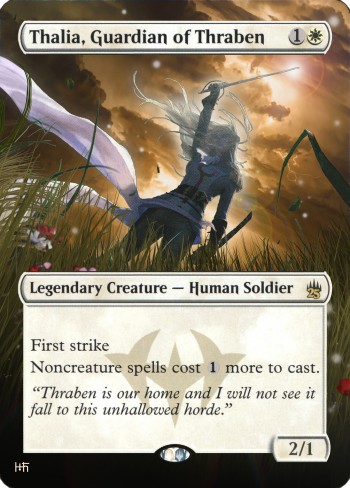 Thalia, Guardian of Thraben 1
Legendary Creature — Human Soldier 25
First strike
Noncreature spells cost 1 more to cast.
“Thraben is our home and I will not see it
fall to this unhallowed horde.”
2/1